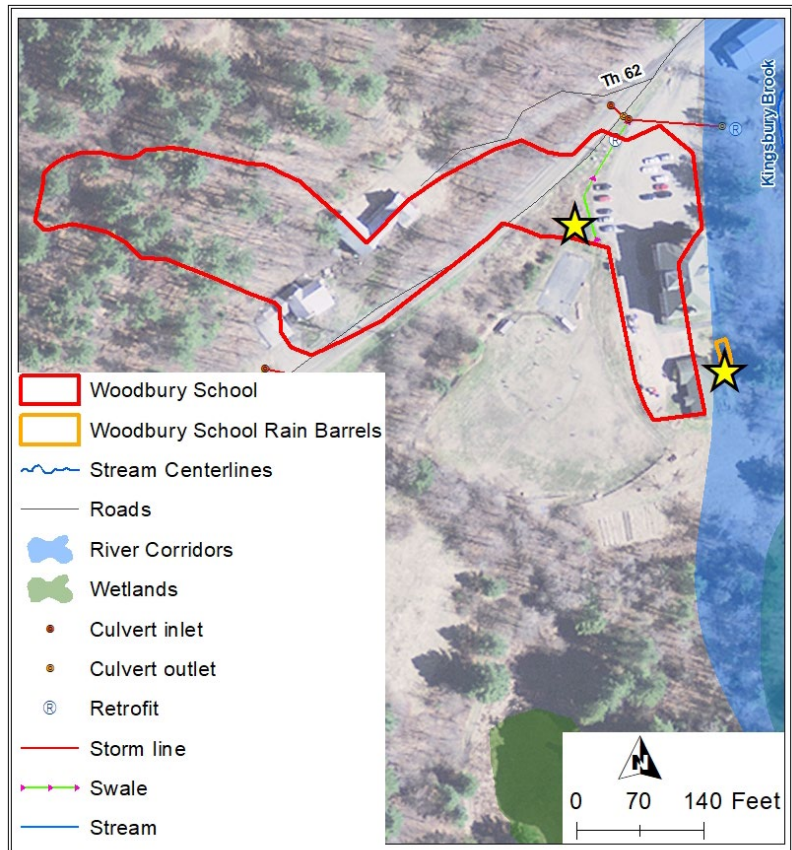 Th 62
Kingsbury Brook
R
R
Woodbury School
Woodbury School Rain Barrels
Stream Centerlines
Roads
River Corridors
Wetlands
Culvert inlet
Culvert outlet
R
Retrofit
Storm line
Swale
Stream
N
0 70 140 Feet